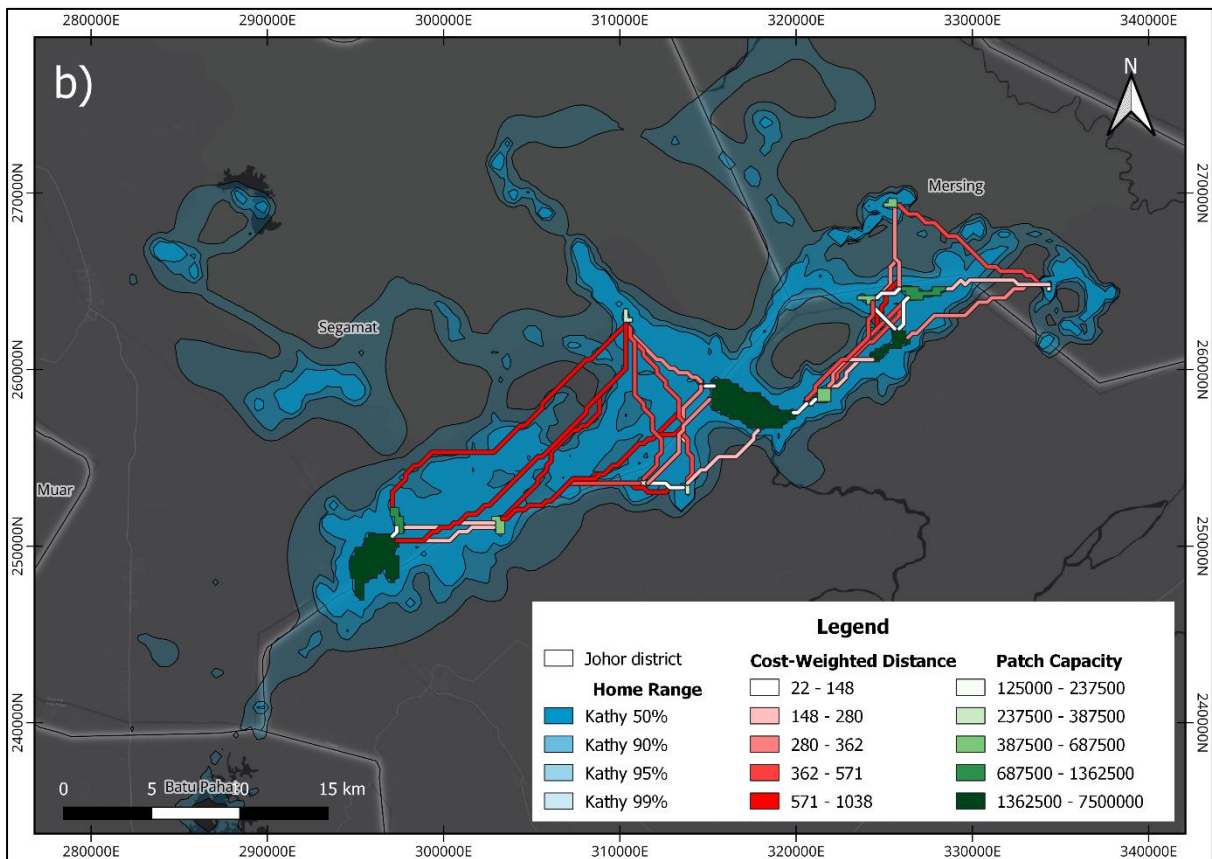 280000E 290000E 300000E 310000E 320000E 330000E 340000E
b)
N
270000N
270000N
Mersing
Segamat
260000N
260000N
Muar
250000N
250000N
240000N
240000N
Batu Pahat
0 5 10 15 km
Legend
Johor district
Home Range
Kathy 50%
Kathy 90%
Kathy 95%
Kathy 99%
Cost-Weighted Distance
22 - 148
148 - 280
280 - 362
362 - 571
571 - 1038
Patch Capacity
125000 - 237500
237500 - 387500
387500 - 687500
687500 - 1362500
1362500 - 7500000
280000E 290000E 300000E 310000E 320000E 330000E 340000E